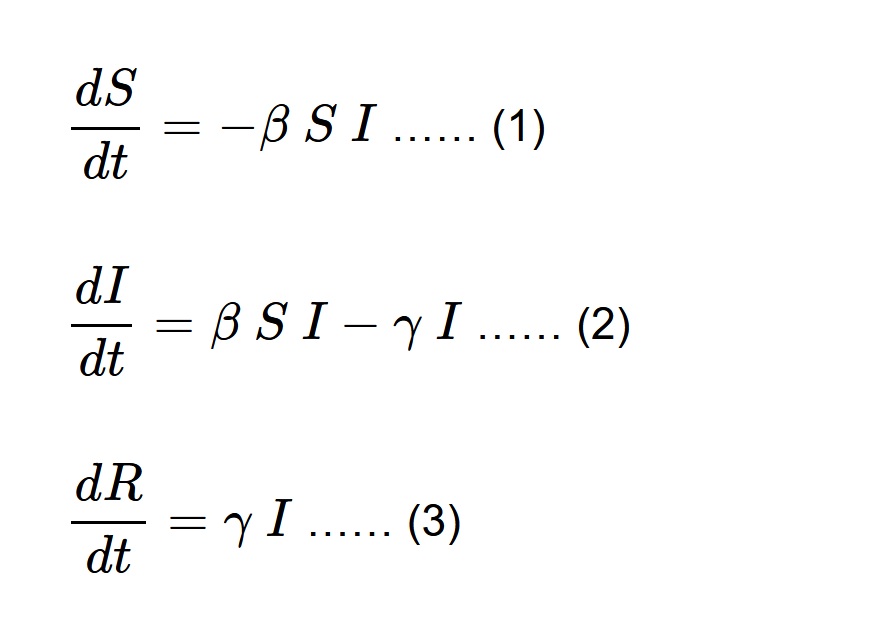 dS/dt = −β S I …… (1)
dI/dt = β S I − γ I …… (2)
dR/dt = γ I …… (3)